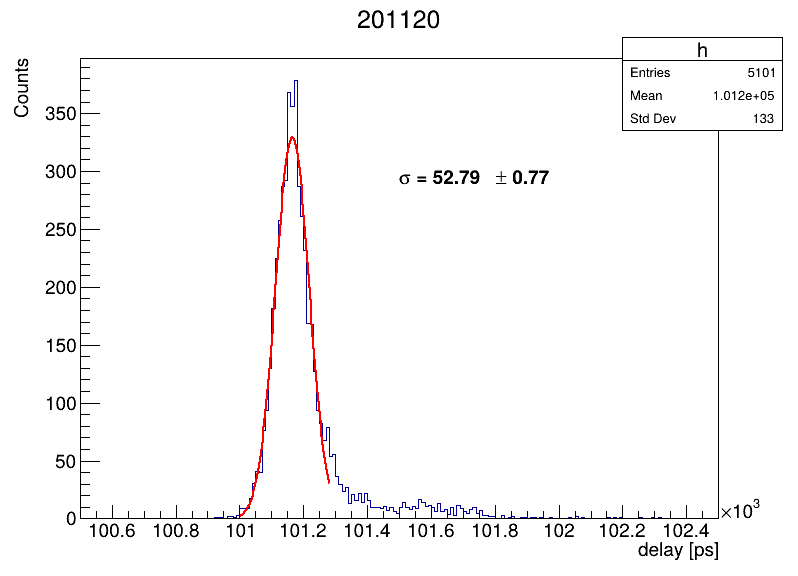 201120
h
Entries 5101
Mean 1.012e+05
Std Dev 133
Counts
σ = 52.79 ± 0.77
350
300
250
200
150
100
50
0
100.6 100.8 101 101.2 101.4 101.6 101.8 102 102.2 102.4
×10³
delay [ps]